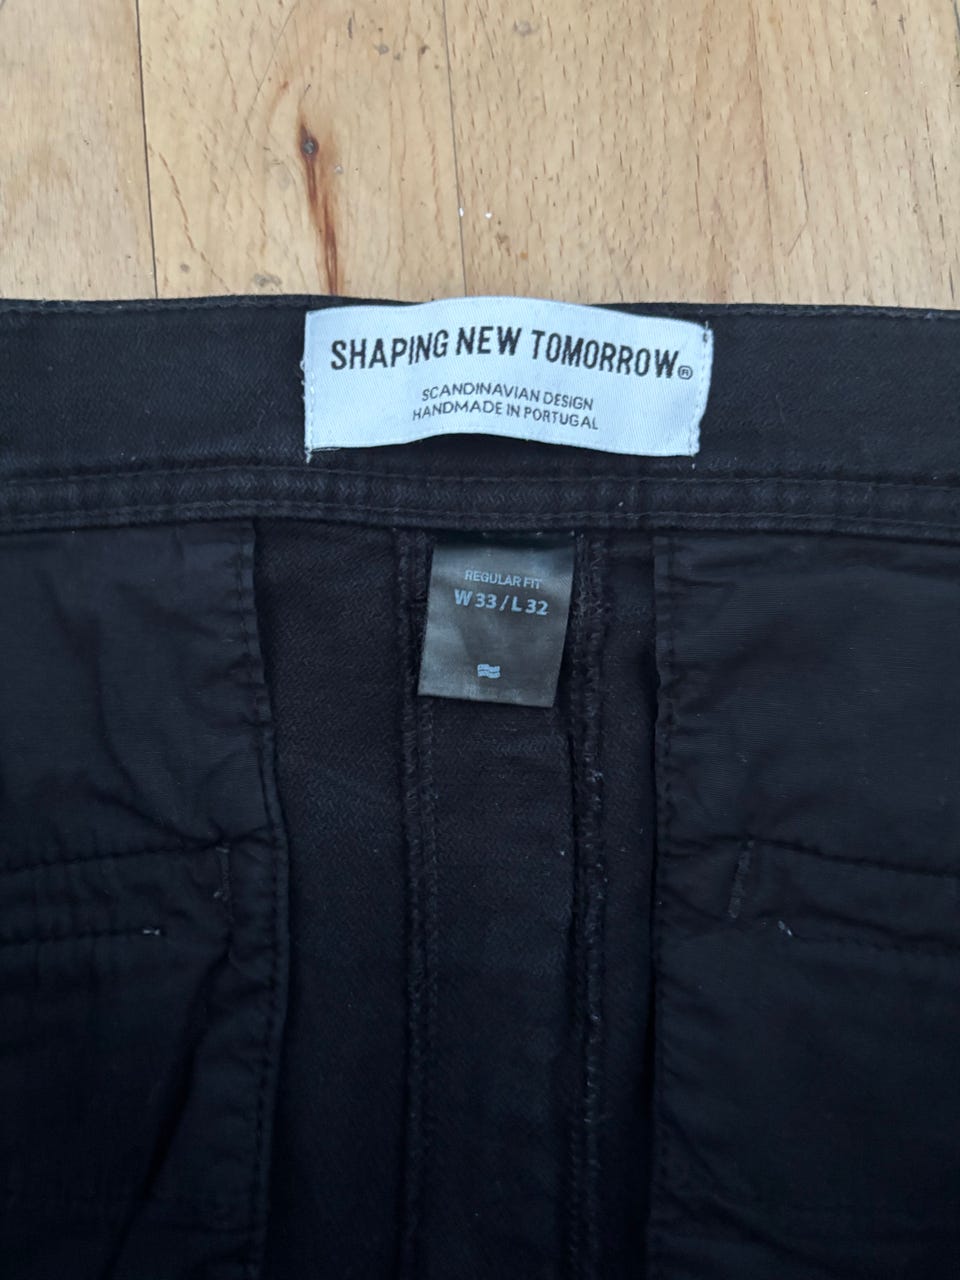 SHAPING NEW TOMORROW®
SCANDINAVIAN DESIGN
HANDMADE IN PORTUGAL
REGULAR FIT
W 33 / L 32